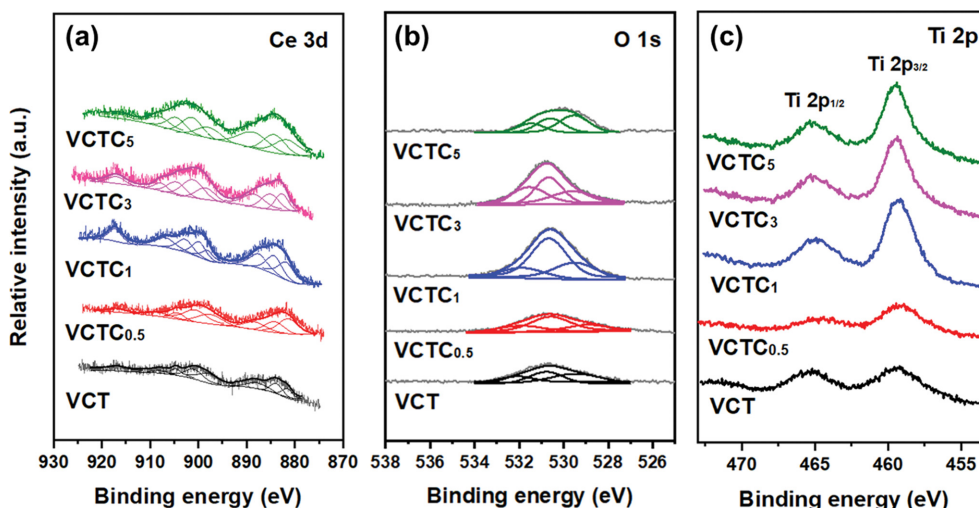 Relative intensity (a.u.)
(a)
Ce 3d
VCTC5
VCTC3
VCTC1
VCTC0.5
VCT
930 920 910 900 890 880 870
Binding energy (eV)
(b)
O 1s
VCTC5
VCTC3
VCTC1
VCTC0.5
VCT
538 536 534 532 530 528 526
Binding energy (eV)
(c)
Ti 2p
Ti 2p3/2
Ti 2p1/2
VCTC5
VCTC3
VCTC1
VCTC0.5
VCT
470 465 460 455
Binding energy (eV)